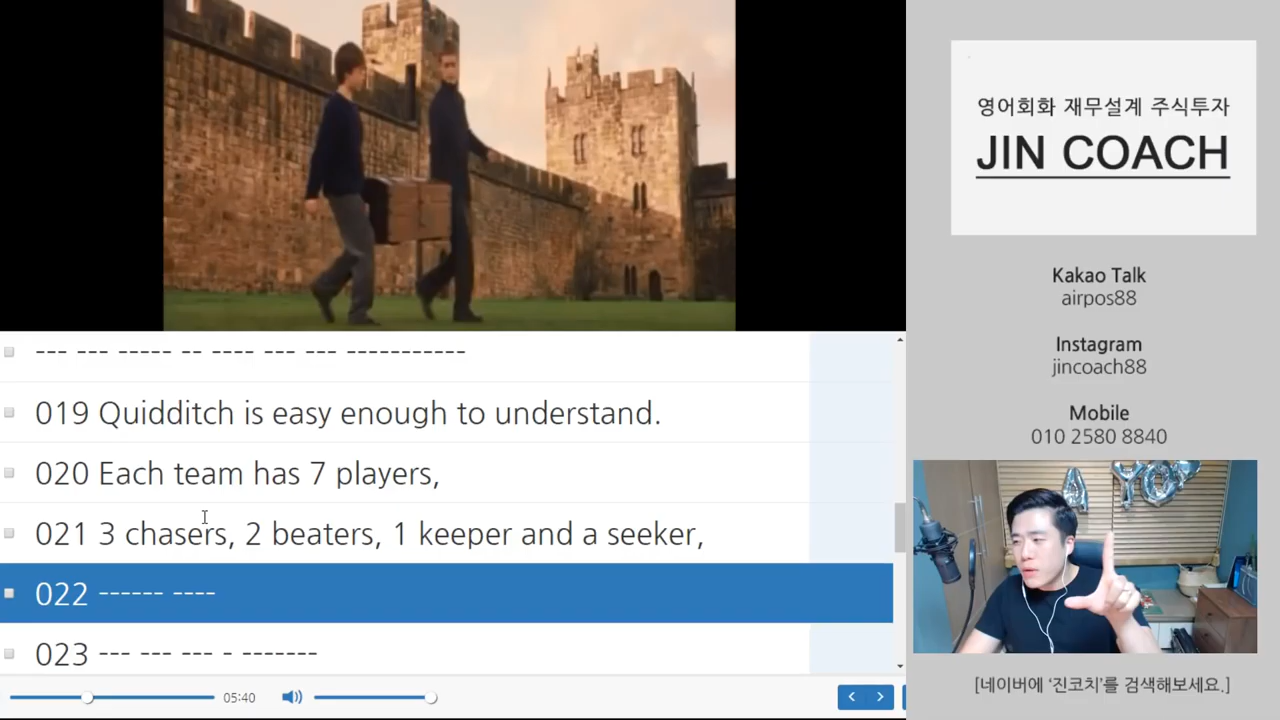 --- --- ----- -- ---- --- --- -----------
019 Quidditch is easy enough to understand.
020 Each team has 7 players,
021 3 chasers, 2 beaters, 1 keeper and a seeker,
022 ------ ----
023 --- --- --- - -------
05:40
영어회화 재무설계 주식투자
JIN COACH
Kakao Talk
airpos88
Instagram
jincoach88
Mobile
010 2580 8840
A YOP
[네이버에 '진코치'를 검색해보세요.]